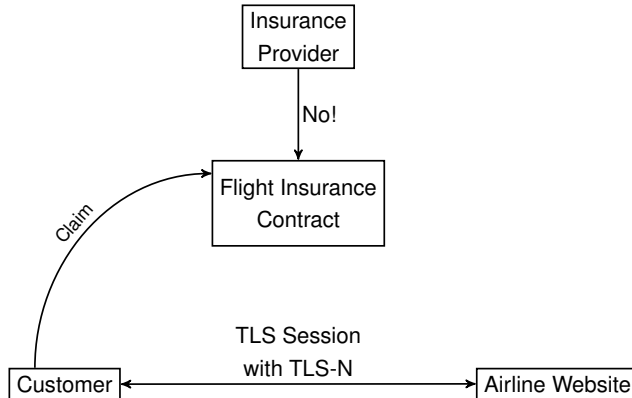 Insurance
Provider
No!
Flight Insurance
Contract
Claim
TLS Session
with TLS-N
Customer
Airline Website